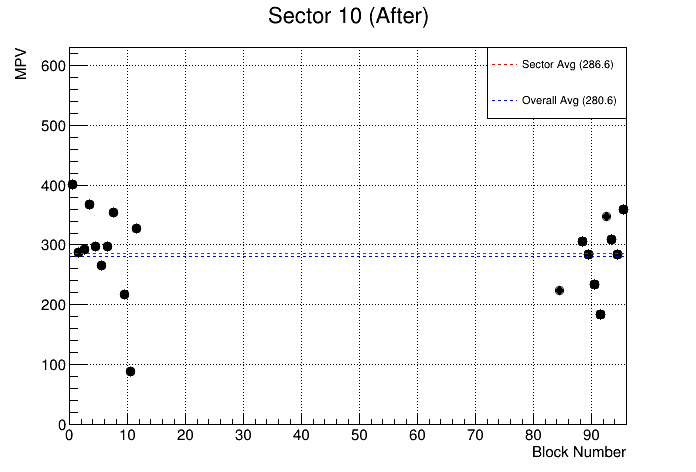 Sector 10 (After)
MPV
Sector Avg (286.6)
Overall Avg (280.6)
600
500
400
300
200
100
0
0 10 20 30 40 50 60 70 80 90
Block Number